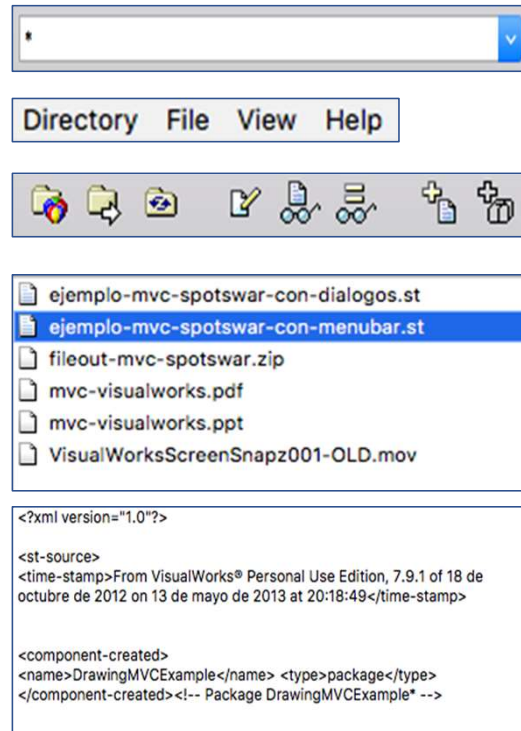 *
Directory File View Help
ejemplo-mvc-spotswar-con-dialogos.st
ejemplo-mvc-spotswar-con-menubar.st
fileout-mvc-spotswar.zip
mvc-visualworks.pdf
mvc-visualworks.ppt
VisualWorksScreenSnapz001-OLD.mov
<?xml version="1.0"?>
<st-source>
<time-stamp>From VisualWorks® Personal Use Edition, 7.9.1 of 18 de
octubre de 2012 on 13 de mayo de 2013 at 20:18:49</time-stamp>
<component-created>
<name>DrawingMVCExample</name> <type>package</type>
</component-created><!-- Package DrawingMVCExample* -->